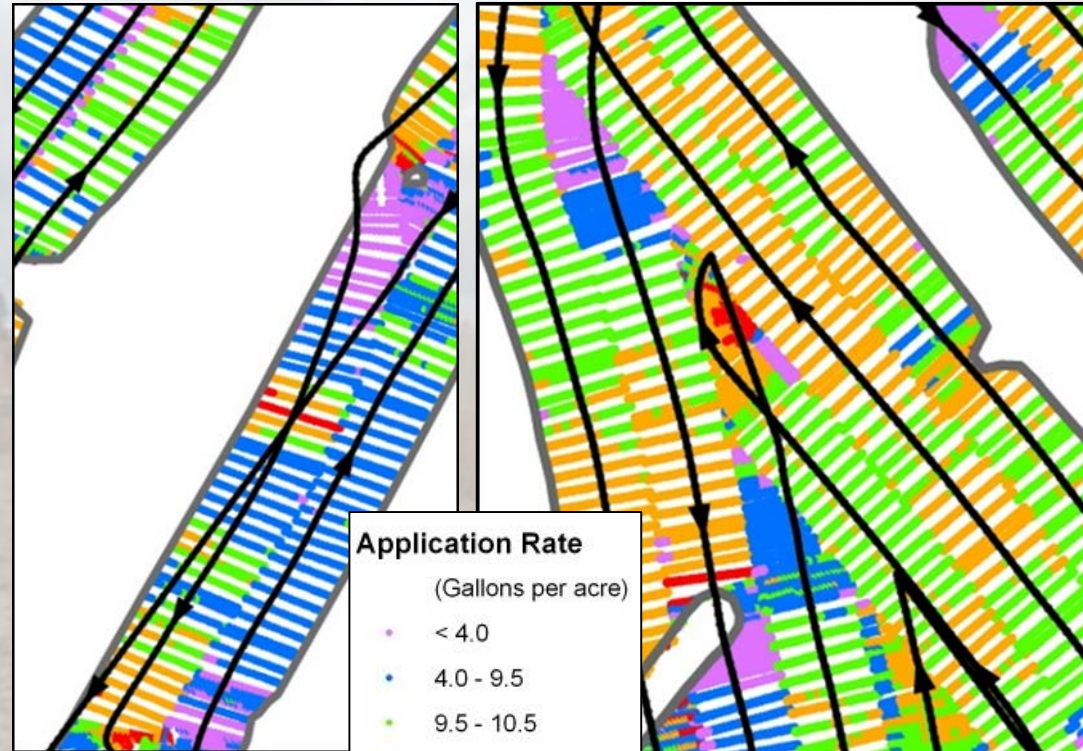 Application Rate
(Gallons per acre)
< 4.0
4.0 - 9.5
9.5 - 10.5